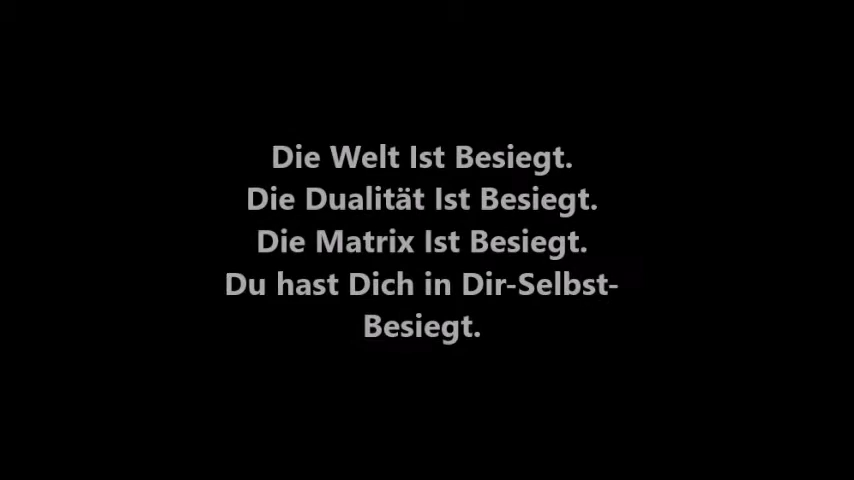 Die Welt Ist Besiegt.
Die Dualität Ist Besiegt.
Die Matrix Ist Besiegt.
Du hast Dich in Dir-Selbst-
Besiegt.